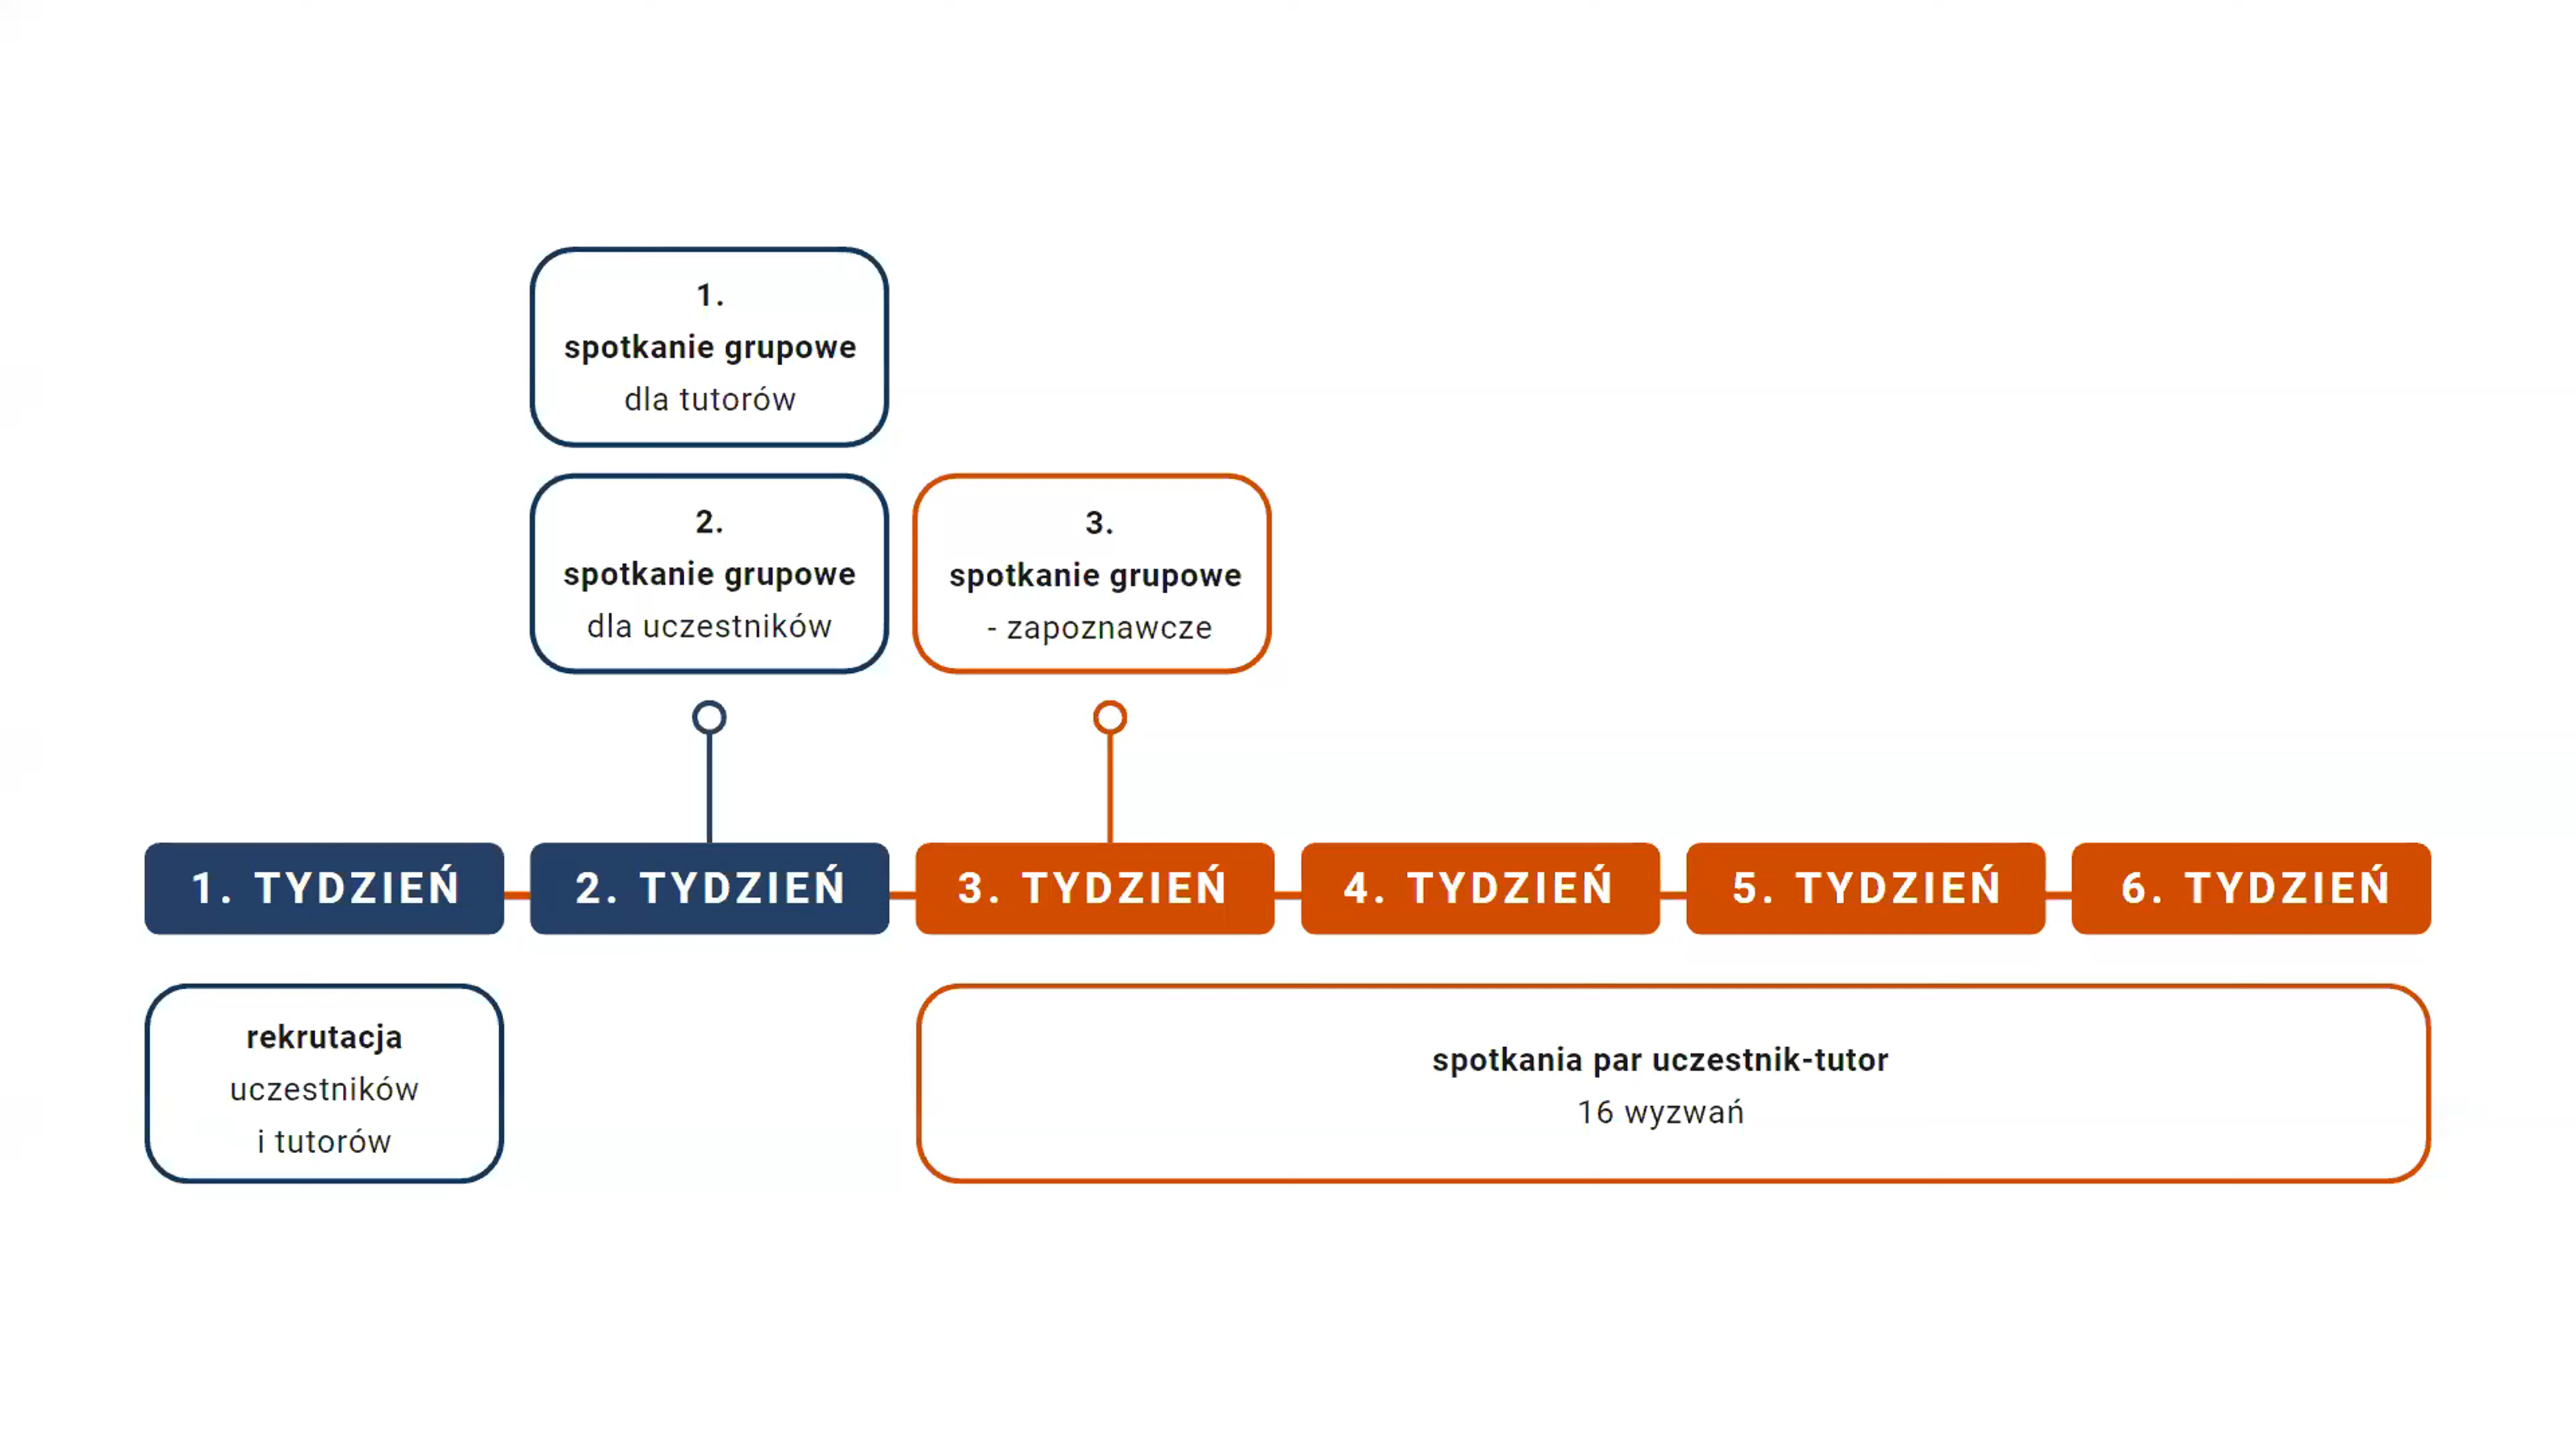 1.
spotkanie grupowe
dla tutorów
2.
spotkanie grupowe
dla uczestników
3.
spotkanie grupowe
- zapoznawcze
1. TYDZIEŃ
2. TYDZIEŃ
3. TYDZIEŃ
4. TYDZIEŃ
5. TYDZIEŃ
6. TYDZIEŃ
rekrutacja
uczestników
i tutorów
spotkania par uczestnik-tutor
16 wyzwań